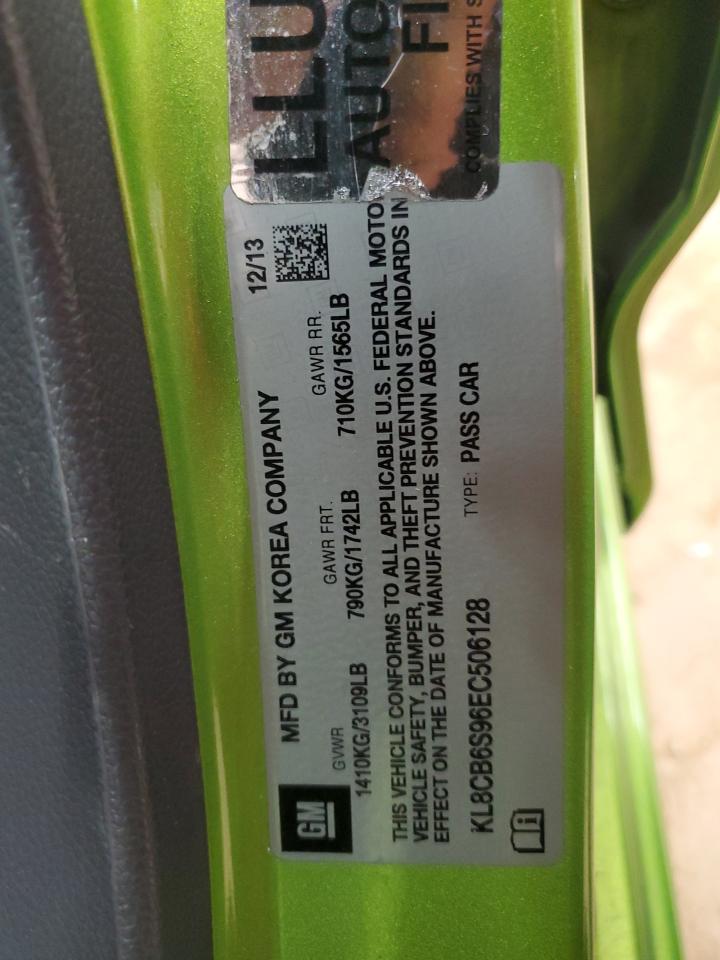 LLU
AUTO
FI
COMPLIES WITH S
GM
MFD BY GM KOREA COMPANY
12/13
GVWR
GAWR FRT.
GAWR RR.
1410KG/3109LB
790KG/1742LB
710KG/1565LB
THIS VEHICLE CONFORMS TO ALL APPLICABLE U.S. FEDERAL MOTO
VEHICLE SAFETY, BUMPER, AND THEFT PREVENTION STANDARDS IN
EFFECT ON THE DATE OF MANUFACTURE SHOWN ABOVE.
KL8CB6S96EC506128
TYPE: PASS CAR